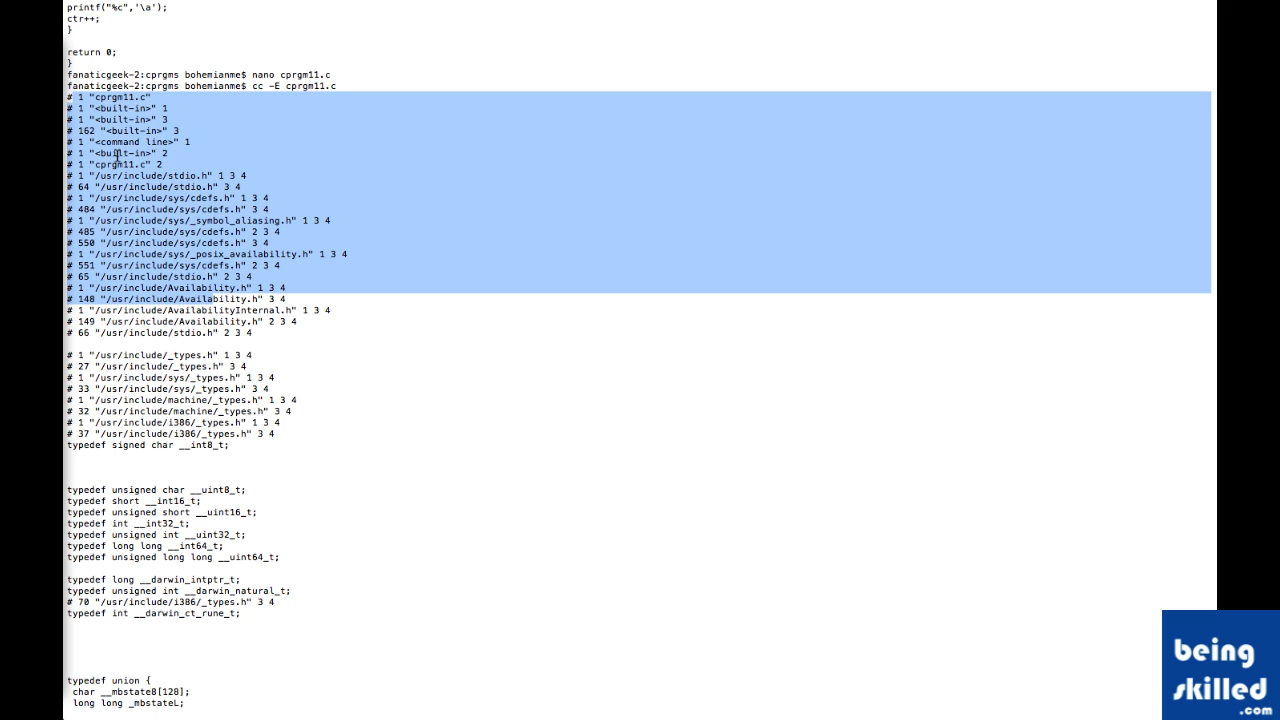 printf("%c",'\a');
ctr++;
}
return 0;
}
fanaticgeek-2:cprgms bohemianme$ nano cprgm11.c
fanaticgeek-2:cprgms bohemianme$ cc -E cprgm11.c
# 1 "cprgm11.c"
# 1 "<built-in>" 1
# 1 "<built-in>" 3
# 162 "<built-in>" 3
# 1 "<command line>" 1
# 1 "<built-in>" 2
# 1 "cprgm11.c" 2
# 1 "/usr/include/stdio.h" 1 3 4
# 64 "/usr/include/stdio.h" 3 4
# 1 "/usr/include/sys/cdefs.h" 1 3 4
# 484 "/usr/include/sys/cdefs.h" 3 4
# 1 "/usr/include/sys/_symbol_aliasing.h" 1 3 4
# 485 "/usr/include/sys/cdefs.h" 2 3 4
# 550 "/usr/include/sys/cdefs.h" 3 4
# 1 "/usr/include/sys/_posix_availability.h" 1 3 4
# 551 "/usr/include/sys/cdefs.h" 2 3 4
# 65 "/usr/include/stdio.h" 2 3 4
# 1 "/usr/include/Availability.h" 1 3 4
# 148 "/usr/include/Availability.h" 3 4
# 1 "/usr/include/AvailabilityInternal.h" 1 3 4
# 149 "/usr/include/Availability.h" 2 3 4
# 66 "/usr/include/stdio.h" 2 3 4
# 1 "/usr/include/_types.h" 1 3 4
# 27 "/usr/include/_types.h" 3 4
# 1 "/usr/include/sys/_types.h" 1 3 4
# 33 "/usr/include/sys/_types.h" 3 4
# 1 "/usr/include/machine/_types.h" 1 3 4
# 32 "/usr/include/machine/_types.h" 3 4
# 1 "/usr/include/i386/_types.h" 1 3 4
# 37 "/usr/include/i386/_types.h" 3 4
typedef signed char __int8_t;
typedef unsigned char __uint8_t;
typedef short __int16_t;
typedef unsigned short __uint16_t;
typedef int __int32_t;
typedef unsigned int __uint32_t;
typedef long long __int64_t;
typedef unsigned long long __uint64_t;
typedef long __darwin_intptr_t;
typedef unsigned int __darwin_natural_t;
# 70 "/usr/include/i386/_types.h" 3 4
typedef int __darwin_ct_rune_t;
typedef union {
char __mbstate8[128];
long long _mbstateL;
being
skilled
.com